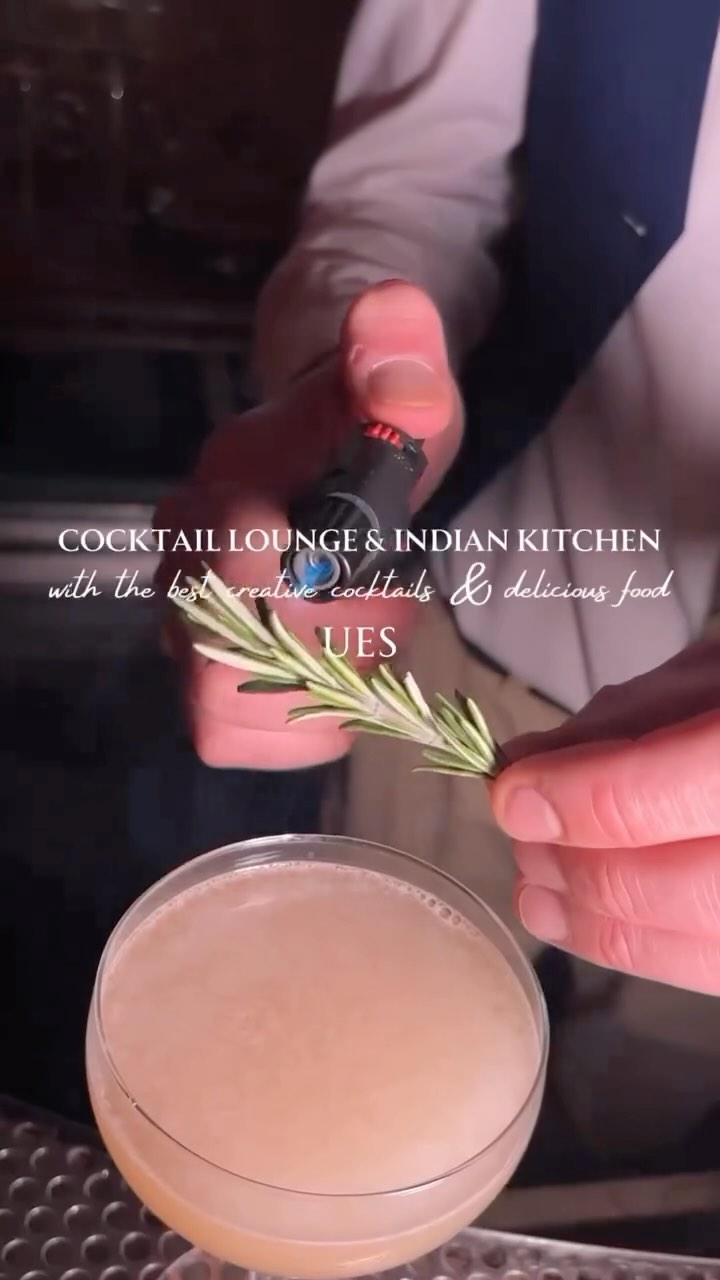 COCKTAIL LOUNGE & INDIAN KITCHEN
with the best creative cocktails & delicious food
UES